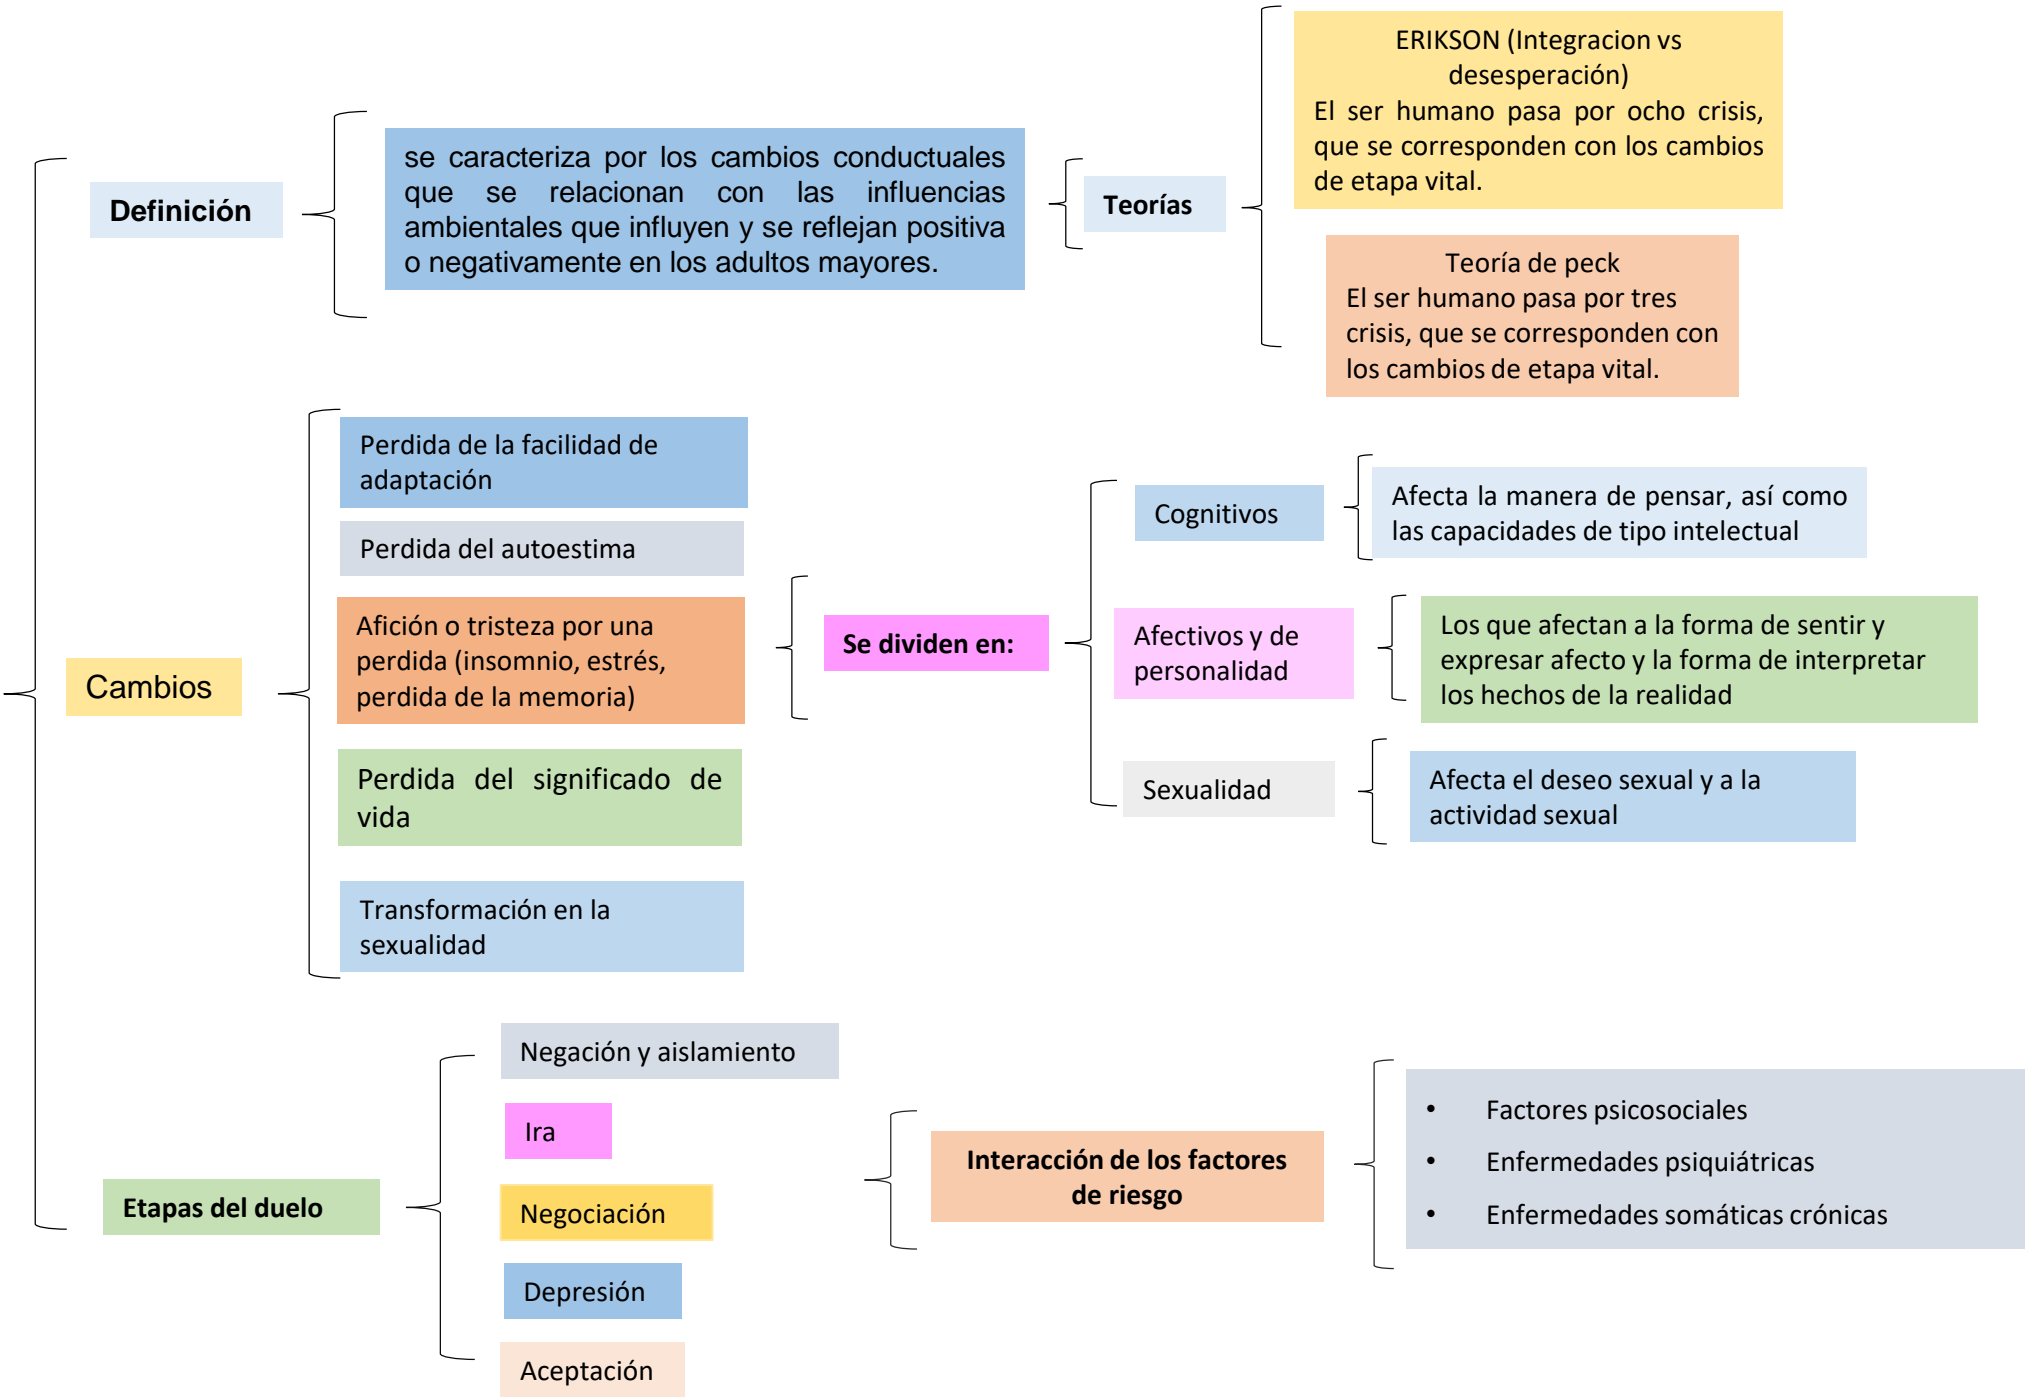 Definición
se caracteriza por los cambios conductuales
que se relacionan con las influencias
ambientales que influyen y se reflejan positiva
o negativamente en los adultos mayores.
Teorías
ERIKSON (Integracion vs
desesperación)
El ser humano pasa por ocho crisis,
que se corresponden con los cambios
de etapa vital.
Teoría de peck
El ser humano pasa por tres
crisis, que se corresponden con
los cambios de etapa vital.
Cambios
Perdida de la facilidad de
adaptación
Perdida del autoestima
Afición o tristeza por una
perdida (insomnio, estrés,
perdida de la memoria)
Perdida del significado de
vida
Transformación en la
sexualidad
Se dividen en:
Cognitivos
Afecta la manera de pensar, así como
las capacidades de tipo intelectual
Afectivos y de
personalidad
Los que afectan a la forma de sentir y
expresar afecto y la forma de interpretar
los hechos de la realidad
Sexualidad
Afecta el deseo sexual y a la
actividad sexual
Etapas del duelo
Negación y aislamiento
Ira
Negociación
Depresión
Aceptación
Interacción de los factores
de riesgo
• Factores psicosociales
• Enfermedades psiquiátricas
• Enfermedades somáticas crónicas